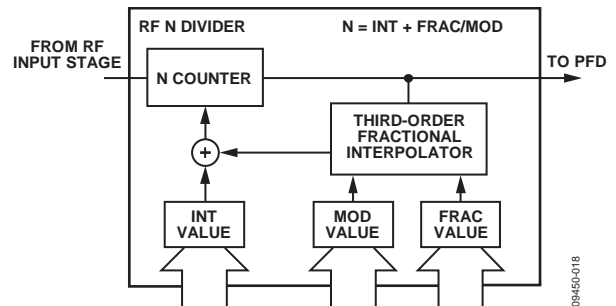 RF N DIVIDER
N = INT + FRAC/MOD
FROM RF
INPUT STAGE
TO PFD
N COUNTER
THIRD-ORDER
FRACTIONAL
INTERPOLATOR
+
INT
VALUE
MOD
VALUE
FRAC
VALUE
09450-018